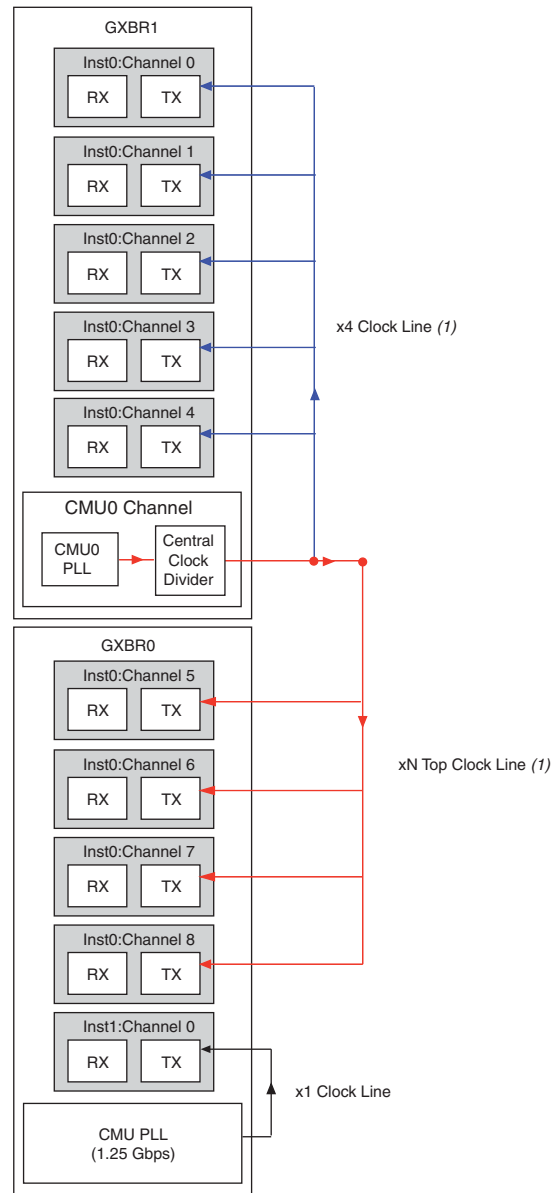 GXBR1
Inst0:Channel 0
RX TX
Inst0:Channel 1
RX TX
Inst0:Channel 2
RX TX
Inst0:Channel 3
RX TX
x4 Clock Line (1)
Inst0:Channel 4
RX TX
CMU0 Channel
CMU0
PLL
Central
Clock
Divider
GXBR0
Inst0:Channel 5
RX TX
Inst0:Channel 6
RX TX
xN Top Clock Line (1)
Inst0:Channel 7
RX TX
Inst0:Channel 8
RX TX
Inst1:Channel 0
RX TX
x1 Clock Line
CMU PLL
(1.25 Gbps)